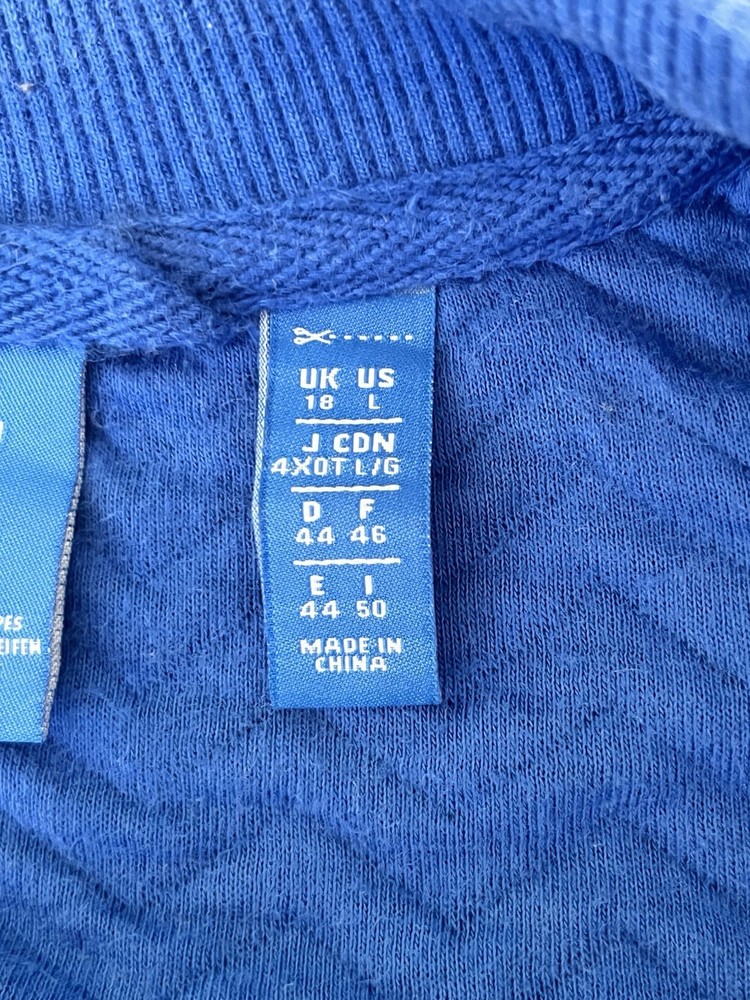 UK US
18 L
J CDN
4XOT L/G
D F
44 46
E I
44 50
MADE IN
CHINA
PES
EIFEN